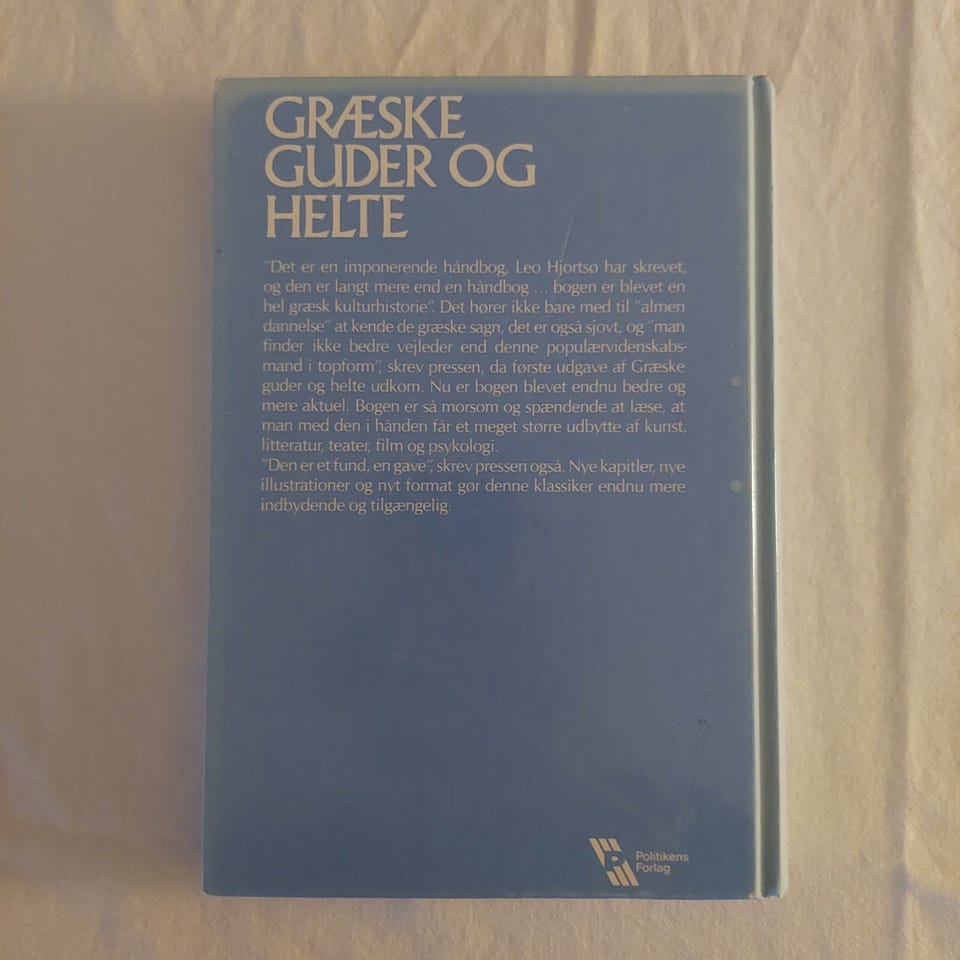 GRÆSKE
GUDER OG
HELTE
"Det er en imponerende håndbog, Leo Hjortsø har skrevet,
og den er langt mere end en håndbog ... bogen er blevet en
hel græsk kulturhistorie". Det hører ikke bare med til "almen
dannelse" at kende de græske sagn, det er også sjovt, og "man
finder ikke bedre vejleder end denne populærvidenskabs-
mand i topform", skrev pressen, da første udgave af Græske
guder og helte udkom. Nu er bogen blevet endnu bedre og
mere aktuel. Bogen er så morsom og spændende at læse, at
man med den i hånden får et meget større udbytte af kunst,
litteratur, teater, film og psykologi.
"Den er et fund, en gave", skrev pressen også. Nye kapitler, nye
illustrationer og nyt format gør denne klassiker endnu mere
indbydende og tilgængelig.
P
Politikens
Forlag